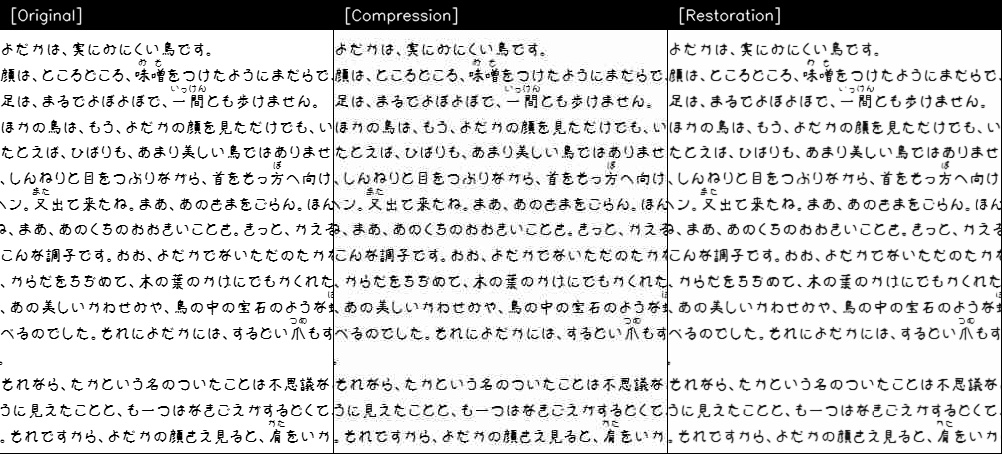 [Original]
よだかは、実にみにくい鳥です。
顔は、ところどころ、味噌をつけたようにまだらで、
足は、まるでよぼよぼで、一間とも歩けません。
ほかの鳥は、もう、よだかの顔を見ただけでも、い
たとえば、ひばりも、あまり美しい鳥ではありませ
、しんねりと目をつぶりながら、首をそっ方へ向け
ヘン。又出て来たね。まあ、あのさまをごらん。ほん
ね、まあ、あのくちのおおきいことさ。きっと、かえる
こんな調子です。おお、よだかでないただのたか
、からだをちぢめて、木の葉のかげにでもかくれた
、あの美しいかわせみや、鳥の中の宝石のような
べるのでした。それによだかには、するどい爪もす
。
それなら、たかという名のついたことは不思議な
うに見えたことと、も一つはなきごえがするどくて、
。それですから、よだかの顔さえ見ると、肩をいか
[Compression]
よだかは、実にみにくい鳥です。
顔は、ところどころ、味噌をつけたようにまだらで、
足は、まるでよぼよぼで、一間とも歩けません。
ほかの鳥は、もう、よだかの顔を見ただけでも、い
たとえば、ひばりも、あまり美しい鳥ではありませ
、しんねりと目をつぶりながら、首をそっ方へ向け
ヘン。又出て来たね。まあ、あのさまをごらん。ほん
ね、まあ、あのくちのおおきいことさ。きっと、かえる
こんな調子です。おお、よだかでないただのたか
、からだをちぢめて、木の葉のかげにでもかくれた
、あの美しいかわせみや、鳥の中の宝石のような
べるのでした。それによだかには、するどい爪もす
。
それなら、たかという名のついたことは不思議な
うに見えたことと、も一つはなきごえがするどくて、
。それですから、よだかの顔さえ見ると、肩をいか
[Restoration]
よだかは、実にみにくい鳥です。
顔は、ところどころ、味噌をつけたようにまだらで、
足は、まるでよぼよぼで、一間とも歩けません。
ほかの鳥は、もう、よだかの顔を見ただけでも、い
たとえば、ひばりも、あまり美しい鳥ではありませ
、しんねりと目をつぶりながら、首をそっ方へ向け
ヘン。又出て来たね。まあ、あのさまをごらん。ほん
ね、まあ、あのくちのおおきいことさ。きっと、かえる
こんな調子です。おお、よだかでないただのたか
、からだをちぢめて、木の葉のかげにでもかくれた
、あの美しいかわせみや、鳥の中の宝石のような
べるのでした。それによだかには、するどい爪もす
。
それなら、たかという名のついたことは不思議な
うに見えたことと、も一つはなきごえがするどくて、
。それですから、よだかの顔さえ見ると、肩をいか